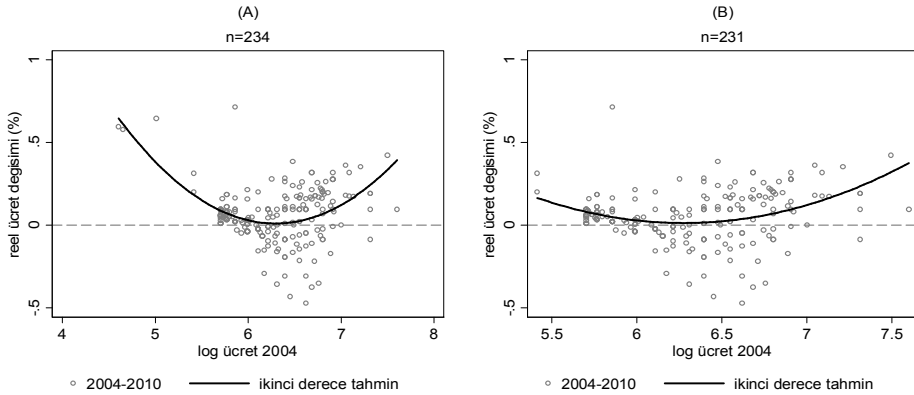 (A)
n=234
reel ücret degisimi (%)
1
.5
0
-.5
4
5
6
7
8
log ücret 2004
2004-2010
ikinci derece tahmin
(B)
n=231
reel ücret degisimi (%)
1
.5
0
-.5
5.5
6
6.5
7
7.5
log ücret 2004
2004-2010
ikinci derece tahmin